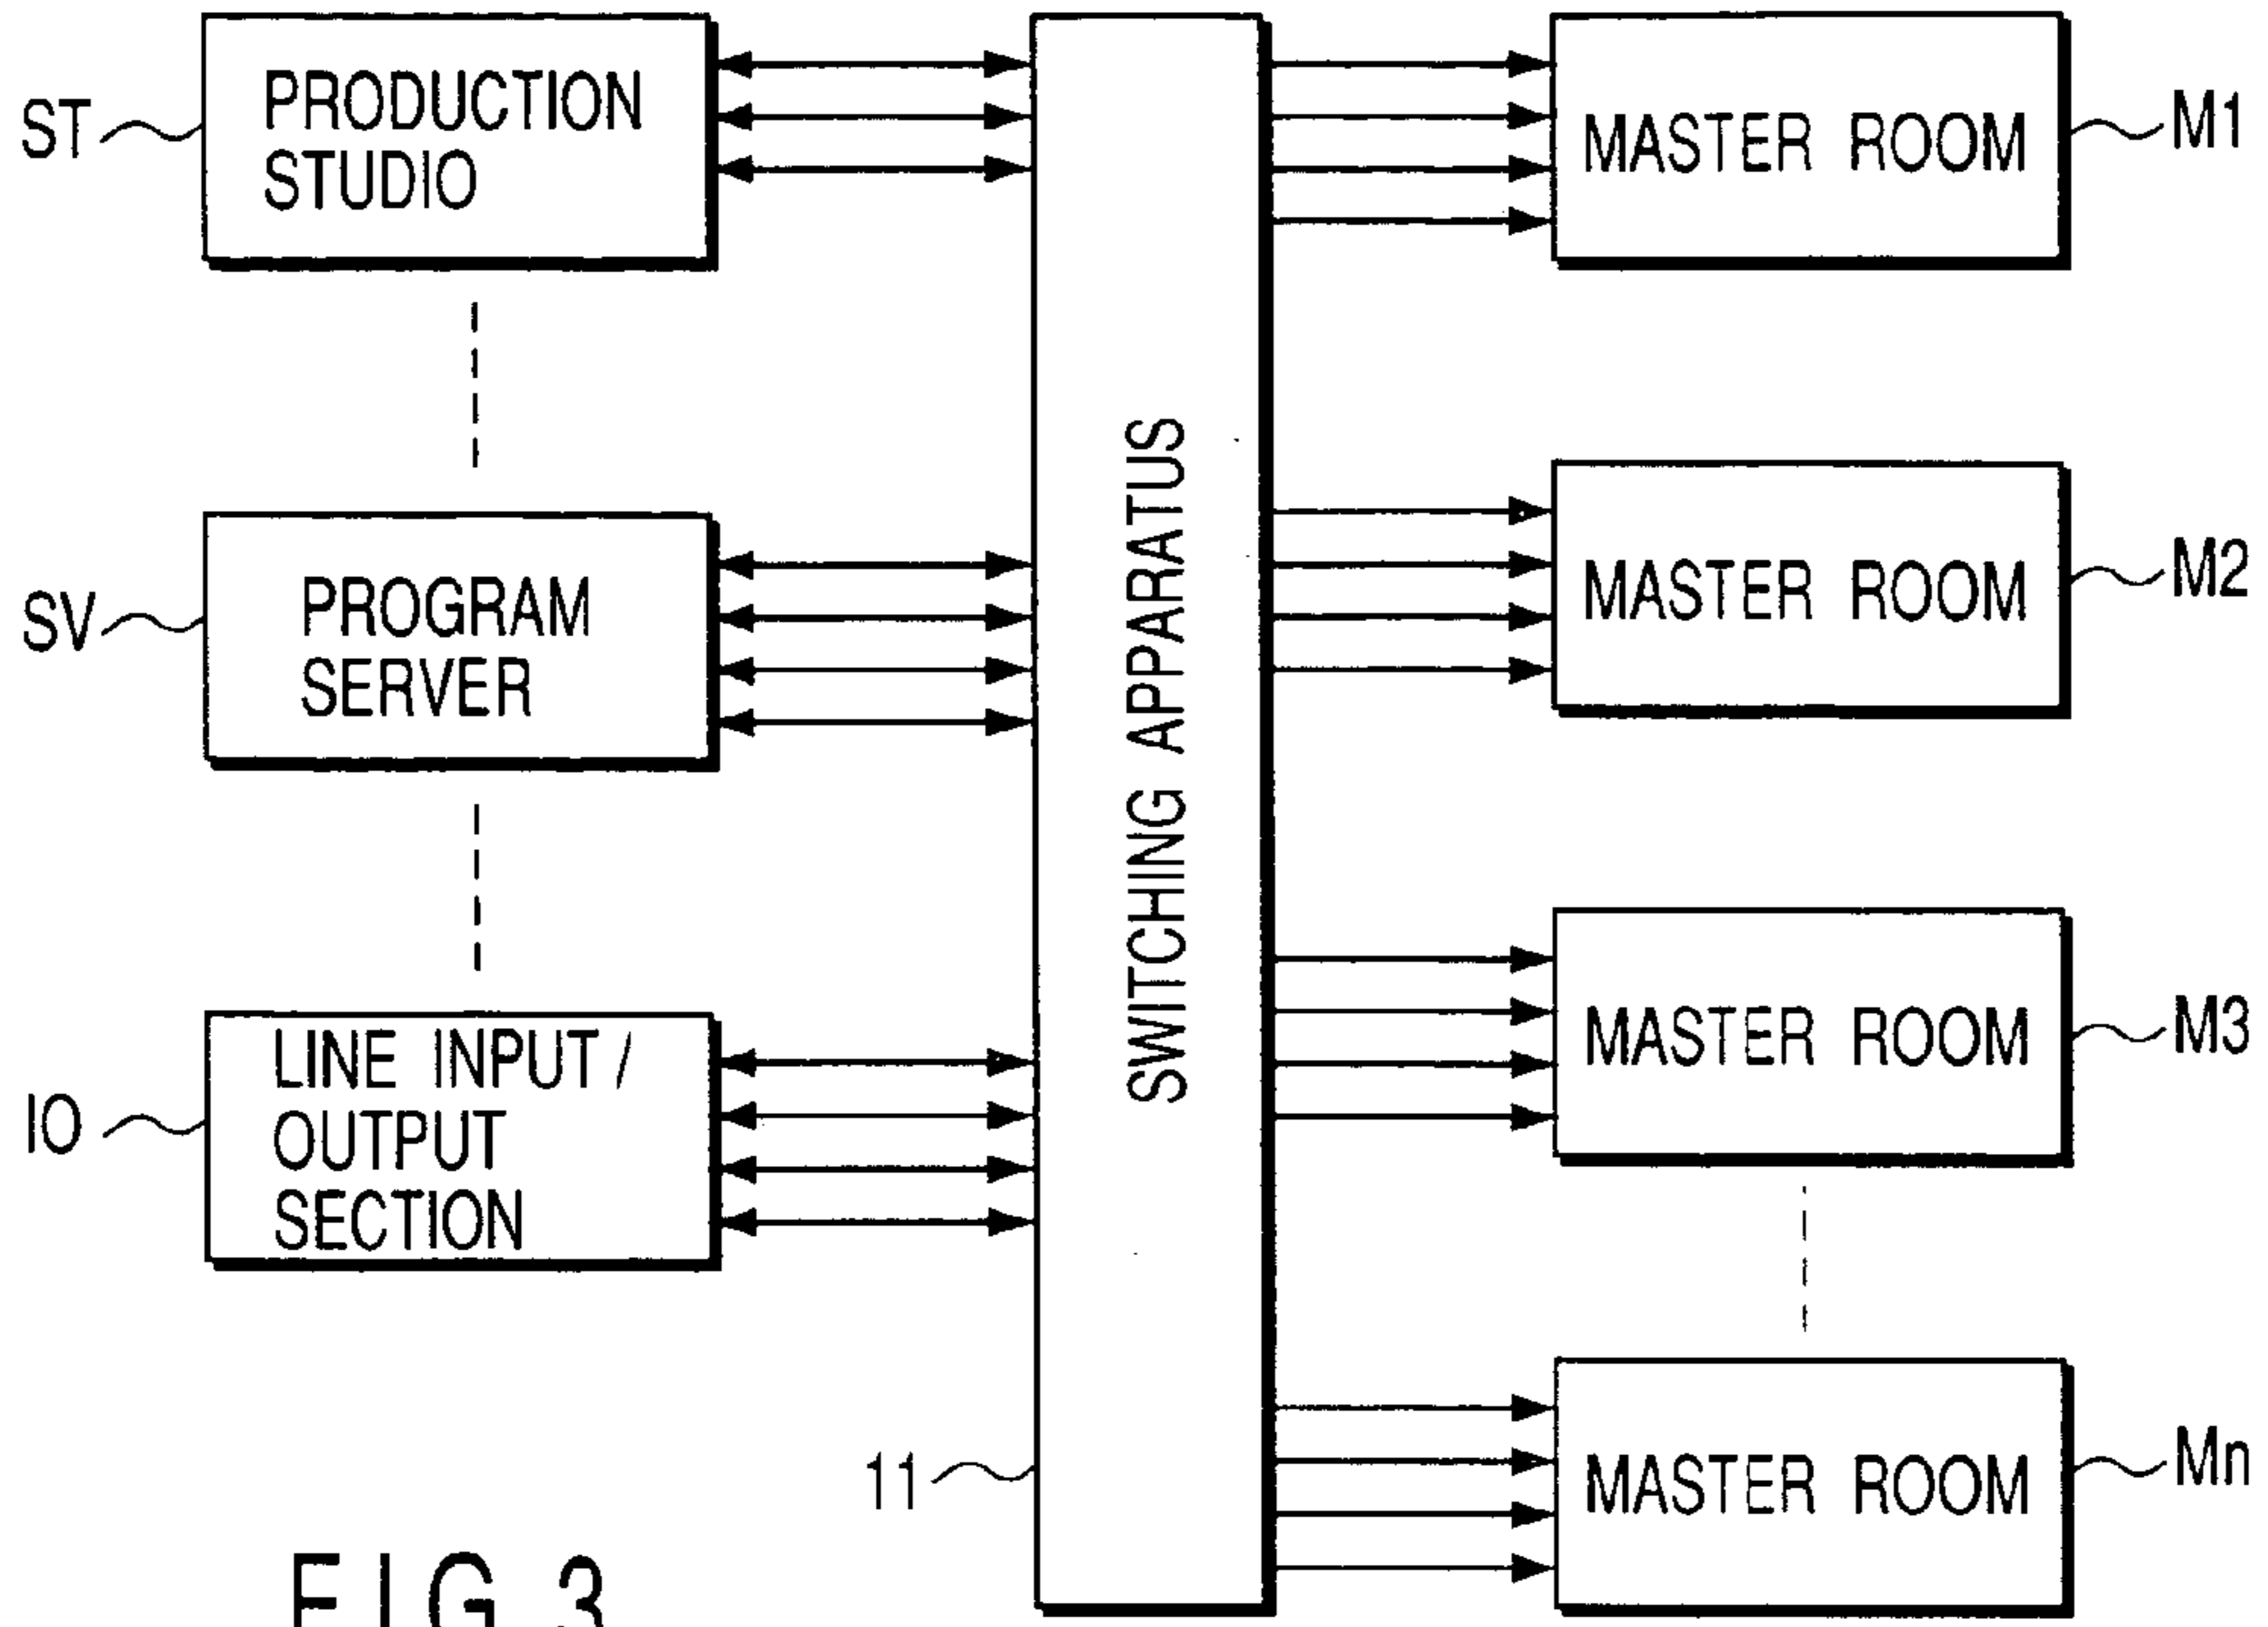 ST
PRODUCTION
STUDIO
SV
PROGRAM
SERVER
IO
LINE INPUT/
OUTPUT
SECTION
11
SWITCHING APPARATUS
MASTER ROOM
M1
MASTER ROOM
M2
MASTER ROOM
M3
MASTER ROOM
Mn
FIG.3